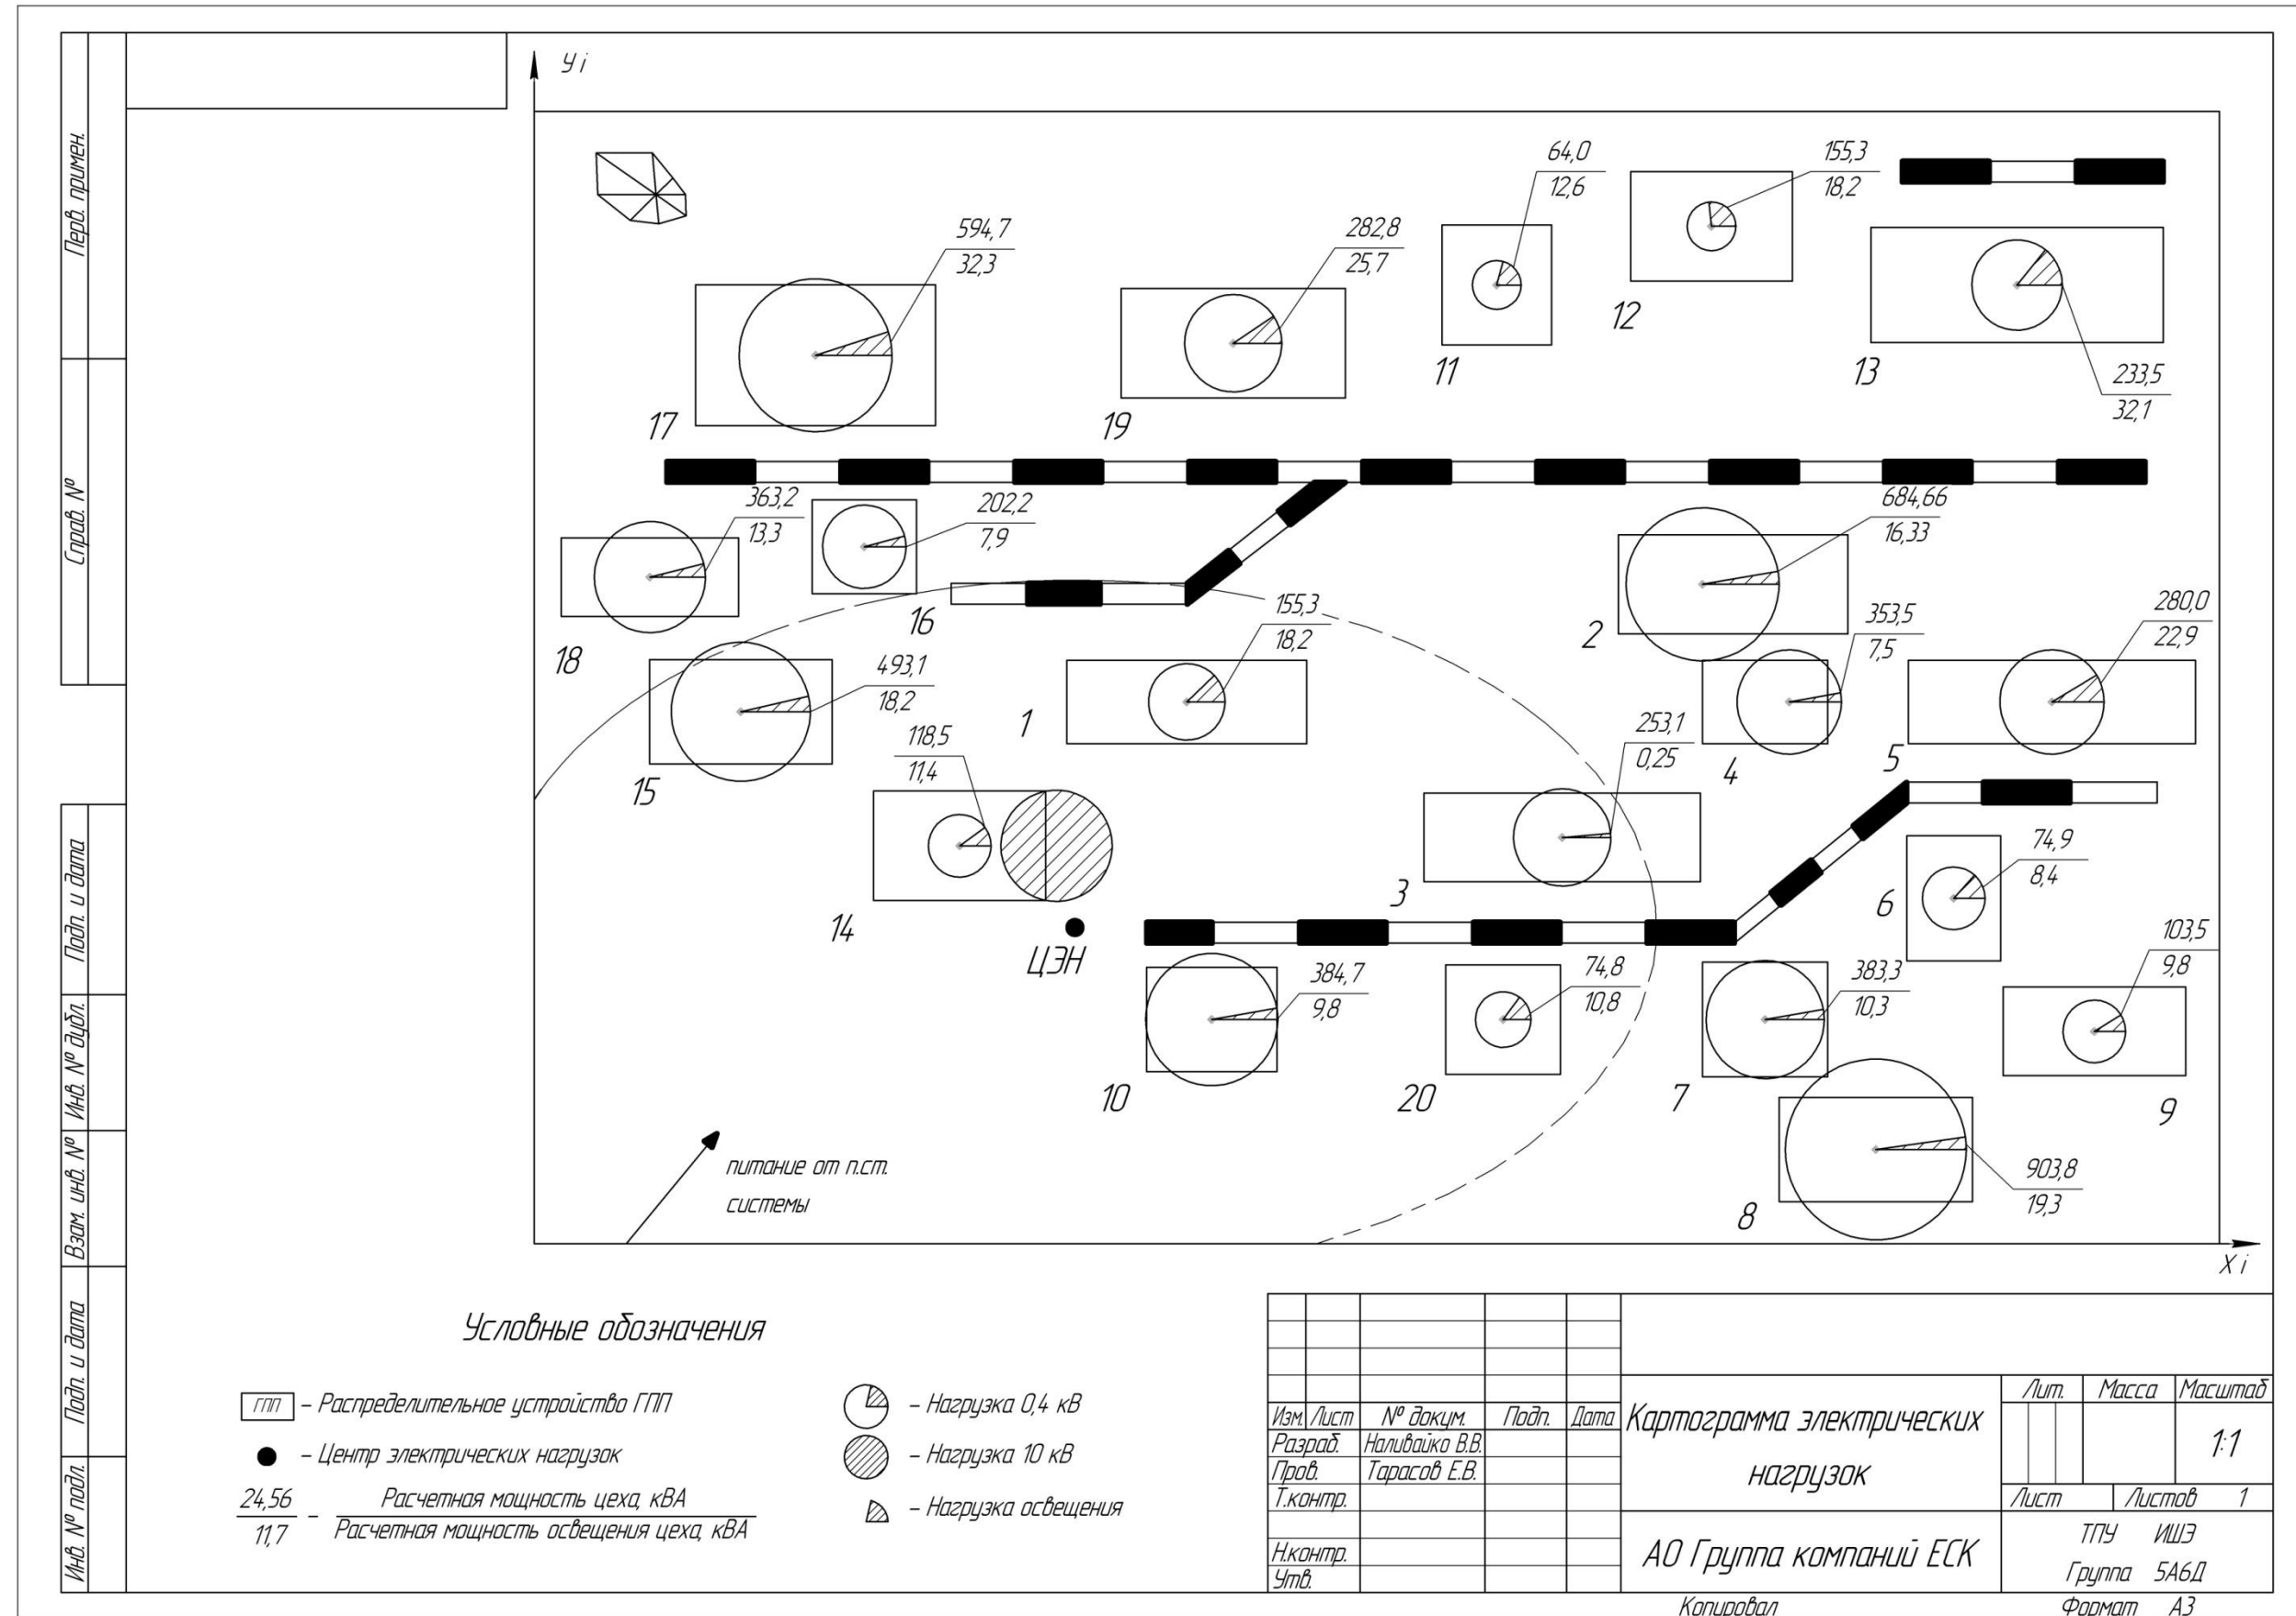 Перв. примен.
Справ. №
Подп. и дата
Инв. № дубл.
Взам. инв. №
Подп. и дата
Инв. № подл.
У i
64,0
12,6
155,3
18,2
594,7
32,3
282,8
25,7
12
11
13
233,5
32,1
17
19
363,2
13,3
202,2
7,9
684,66
16,33
16
155,3
18,2
2
353,5
7,5
280,0
22,9
18
493,1
18,2
1
118,5
11,4
253,1
0,25
4
5
15
74,9
8,4
3
6
14
ЦЭН
103,5
9,8
384,7
9,8
74,8
10,8
383,3
10,3
10
20
7
9
питание от п.ст.
системы
903,8
19,3
8
X i
Условные обозначения
ГПП – Распределительное устройство ГПП
– Центр электрических нагрузок
24,56
11,7
–
Расчетная мощность цеха, кВА
Расчетная мощность освещения цеха, кВА
– Нагрузка 0,4 кВ
– Нагрузка 10 кВ
– Нагрузка освещения
Изм. Лист № докум. Подп. Дата
Разраб. Наливайко В.В.
Пров. Тарасов Е.В.
Т.контр.
Н.контр.
Утв.
Картограмма электрических
нагрузок
АО Группа компаний ЕСК
Лит. Масса Масштаб
1:1
Лист Листов 1
ТПУ ИШЭ
Группа 5А6Д
Копировал Формат А3